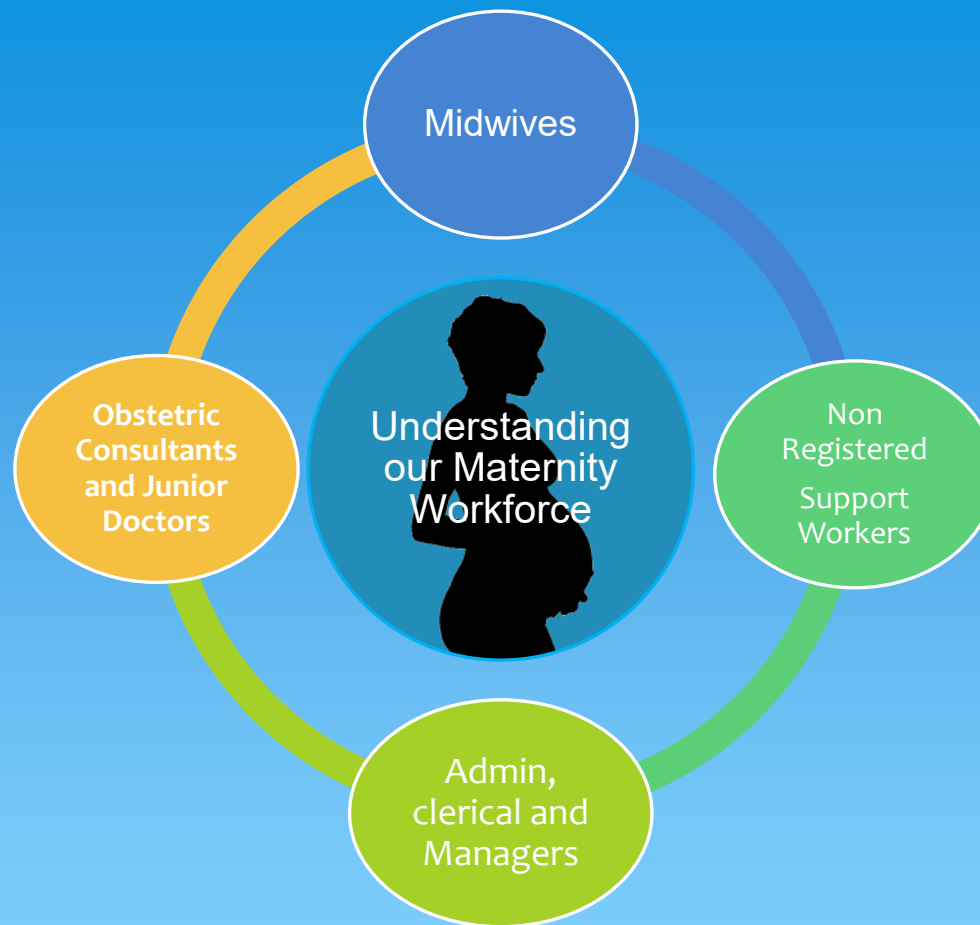 Midwives
Obstetric
Consultants
and Junior
Doctors
Understanding
our Maternity
Workforce
Non
Registered
Support
Workers
Admin,
clerical and
Managers